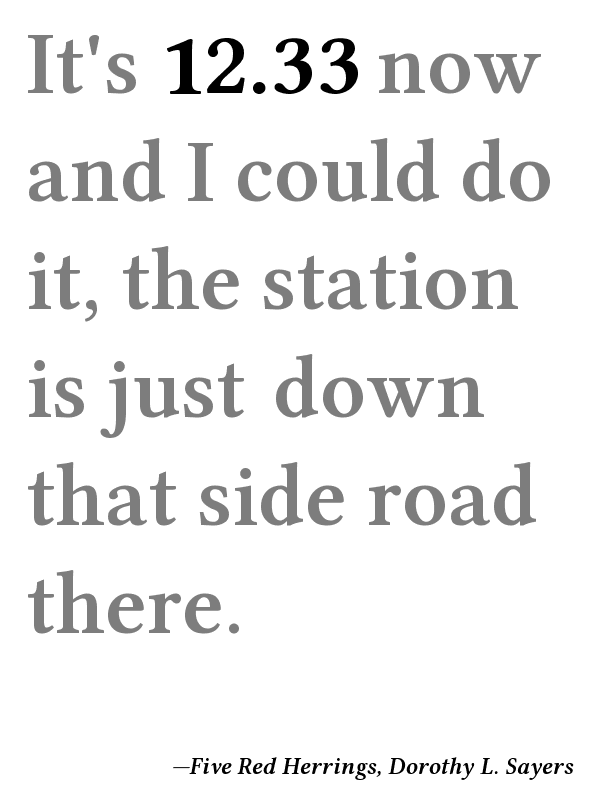 It's 12.33 now
and I could do
it, the station
is just down
that side road
there.
—Five Red Herrings, Dorothy L. Sayers